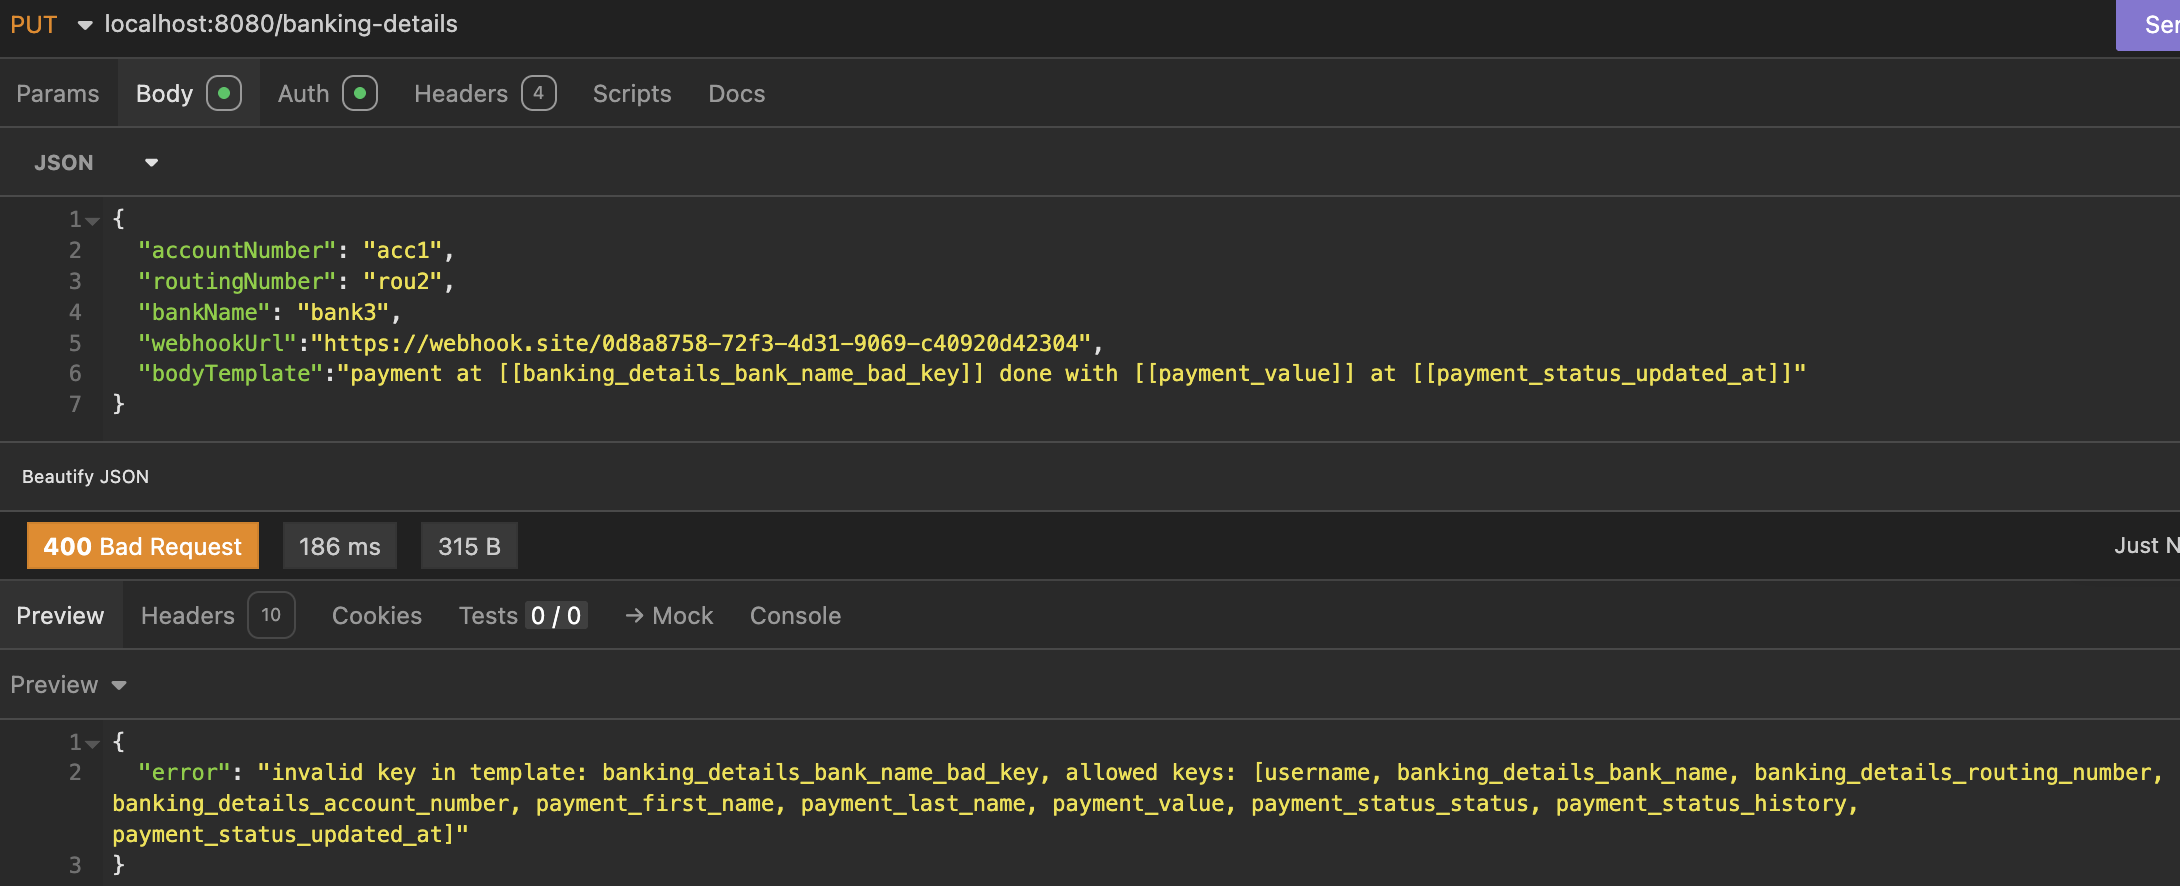 PUT localhost:8080/banking-details
Params Body Auth Headers 4 Scripts Docs
JSON
1 {
2 "accountNumber": "acc1",
3 "routingNumber": "rou2",
4 "bankName": "bank3",
5 "webhookUrl":"https://webhook.site/0d8a8758-72f3-4d31-9069-c40920d42304",
6 "bodyTemplate":"payment at [[banking_details_bank_name_bad_key]] done with [[payment_value]] at [[payment_status_updated_at]]"
7 }
Beautify JSON
400 Bad Request 186 ms 315 B Just
Preview Headers 10 Cookies Tests 0 / 0 → Mock Console
Preview
1 {
2 "error": "invalid key in template: banking_details_bank_name_bad_key, allowed keys: [username, banking_details_bank_name, banking_details_routing_number,
banking_details_account_number, payment_first_name, payment_last_name, payment_value, payment_status_status, payment_status_history,
payment_status_updated_at]"
3 }